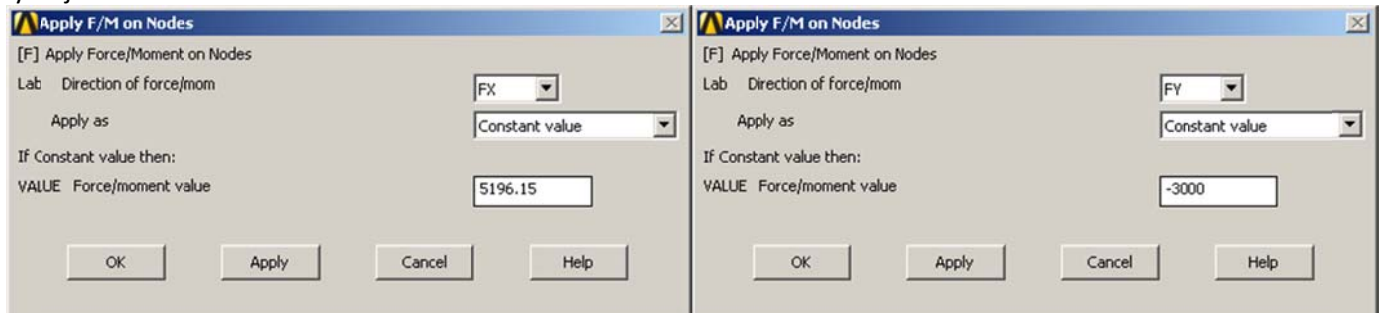 Apply F/M on Nodes
[F] Apply Force/Moment on Nodes
Lab Direction of force/mom FX
Apply as Constant value
If Constant value then:
VALUE Force/moment value 5196.15
OK Apply Cancel Help
Apply F/M on Nodes
[F] Apply Force/Moment on Nodes
Lab Direction of force/mom FY
Apply as Constant value
If Constant value then:
VALUE Force/moment value -3000
OK Apply Cancel Help